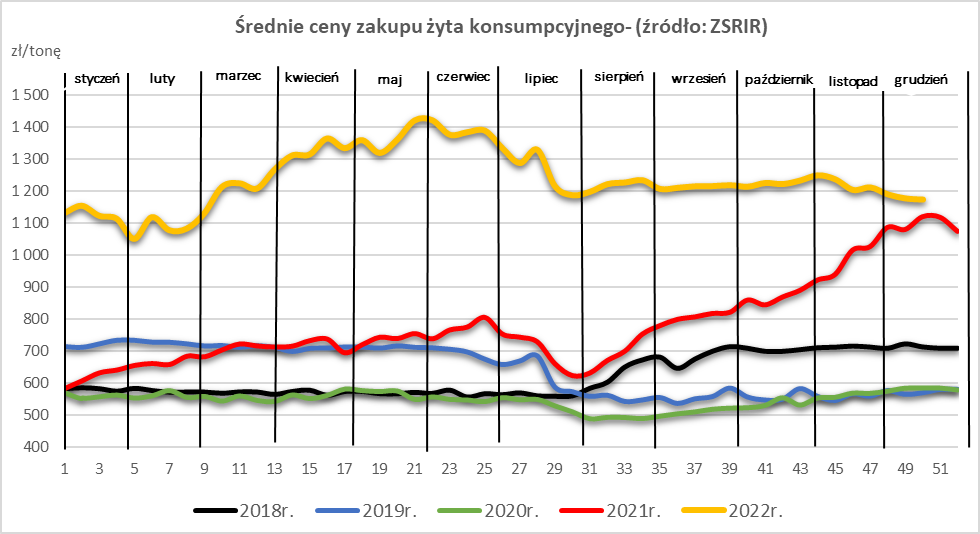 Średnie ceny zakupu żyta konsumpcyjnego- (źródło: ZSRIR)
zł/tonę
styczeń luty marzec kwiecień maj czerwiec lipiec sierpień wrzesień październik listopad grudzień
1 500
1 400
1 300
1 200
1 100
1 000
900
800
700
600
500
400
1 3 5 7 9 11 13 15 17 19 21 23 25 27 29 31 33 35 37 39 41 43 45 47 49 51
2018r. 2019r. 2020r. 2021r. 2022r.